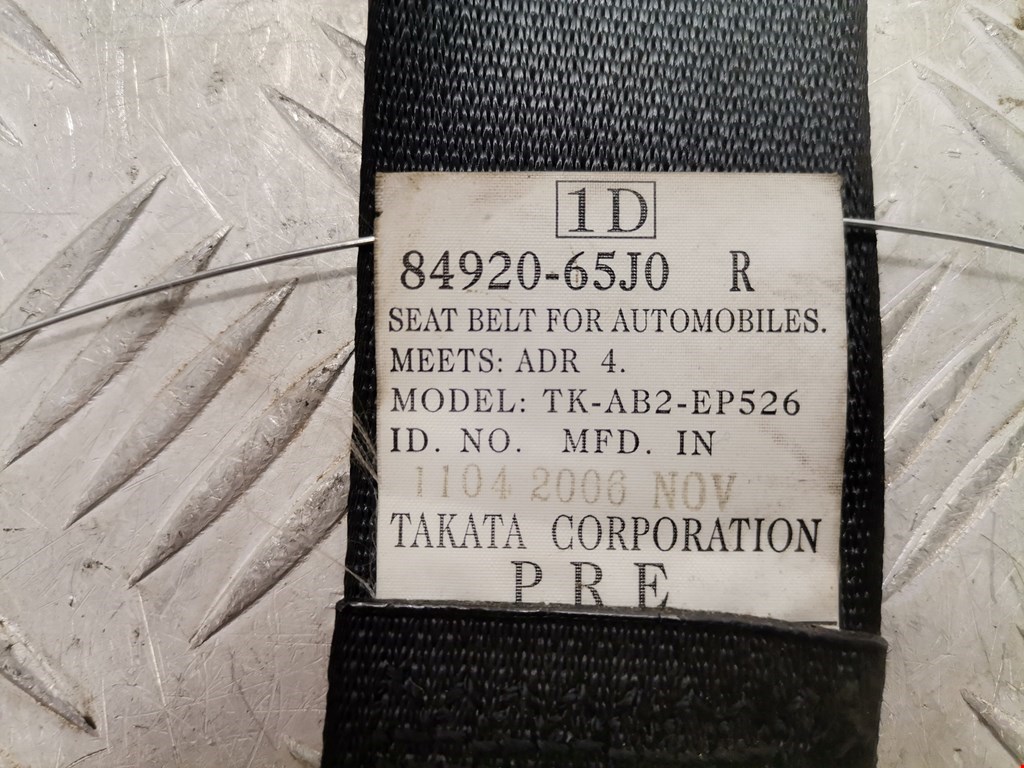 1D
84920-65J0 R
SEAT BELT FOR AUTOMOBILES.
MEETS: ADR 4.
MODEL: TK-AB2-EP526
ID. NO. MFD. IN
1104 2006 NOV
TAKATA CORPORATION
PRE